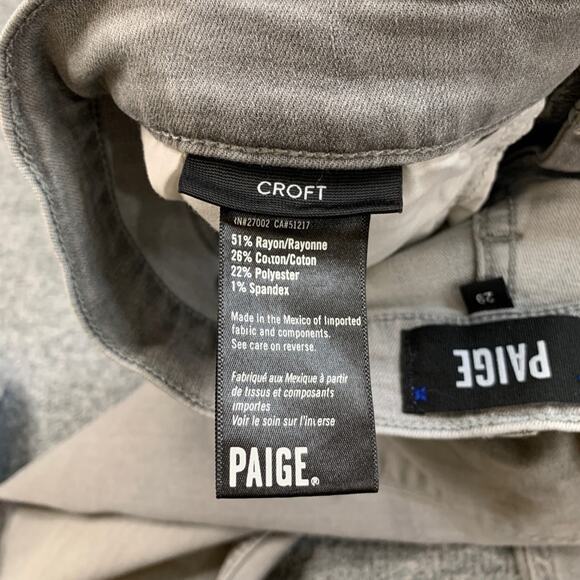 CROFT
RN#27002 CA#51217
51% Rayon/Rayonne
26% Cotton/Coton
22% Polyester
1% Spandex
Made in the Mexico of Imported
fabric and components.
See care on reverse.
Fabriqué aux Mexique à partir
de tissus et composants
importes
Voir le soin sur l'inverse
PAIGE®
29
PAIGE